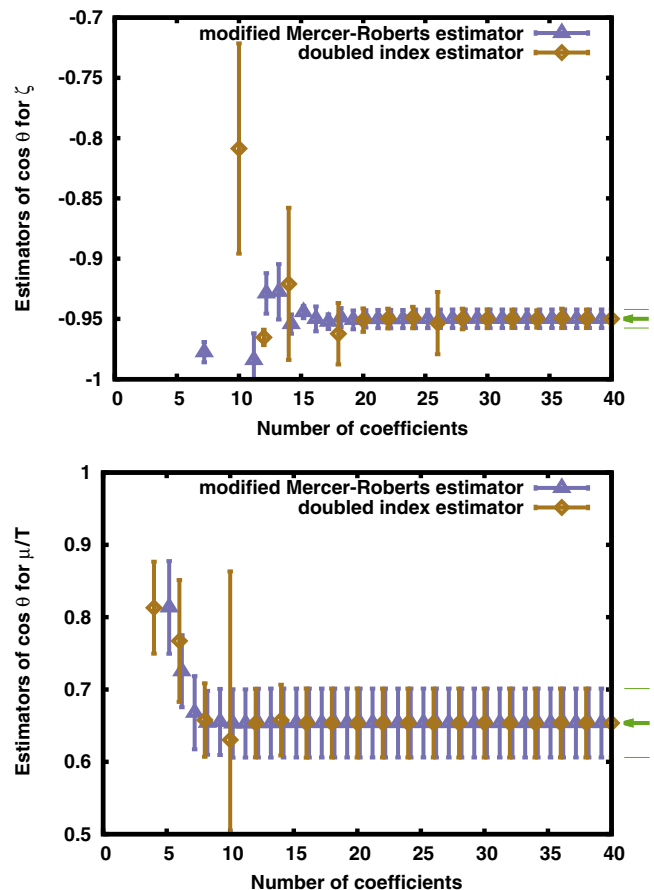 -0.7
modified Mercer-Roberts estimator
doubled index estimator
-0.75
-0.8
-0.85
-0.9
-0.95
-1
Estimators of cos θ for ζ
0 5 10 15 20 25 30 35 40
Number of coefficients
1
modified Mercer-Roberts estimator
doubled index estimator
0.9
0.8
0.7
0.6
0.5
Estimators of cos θ for μ/T
0 5 10 15 20 25 30 35 40
Number of coefficients